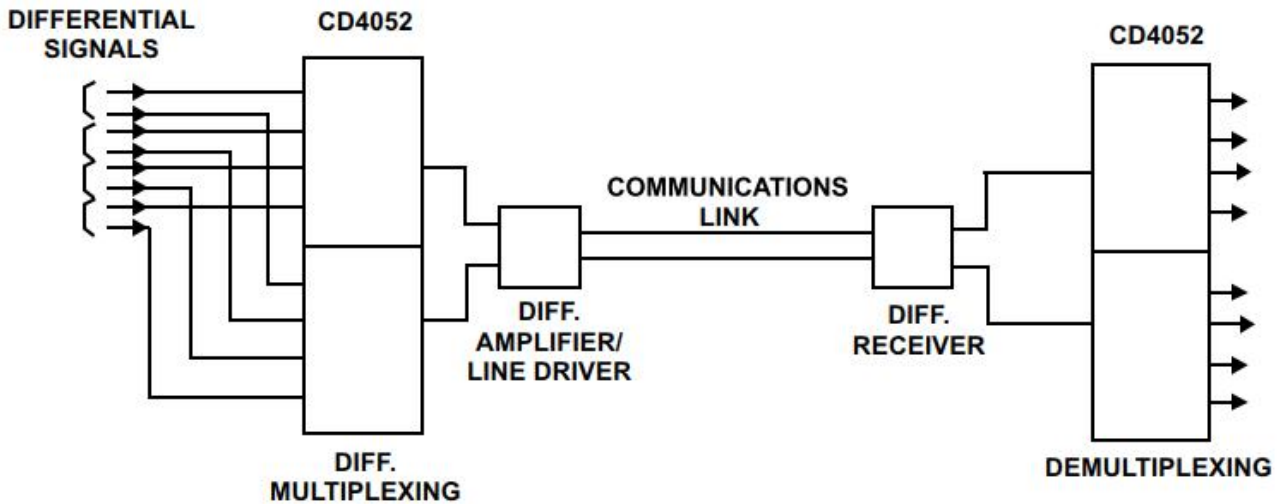 DIFFERENTIAL
SIGNALS
CD4052
CD4052
COMMUNICATIONS
LINK
DIFF.
AMPLIFIER/
LINE DRIVER
DIFF.
RECEIVER
DIFF.
MULTIPLEXING
DEMULTIPLEXING